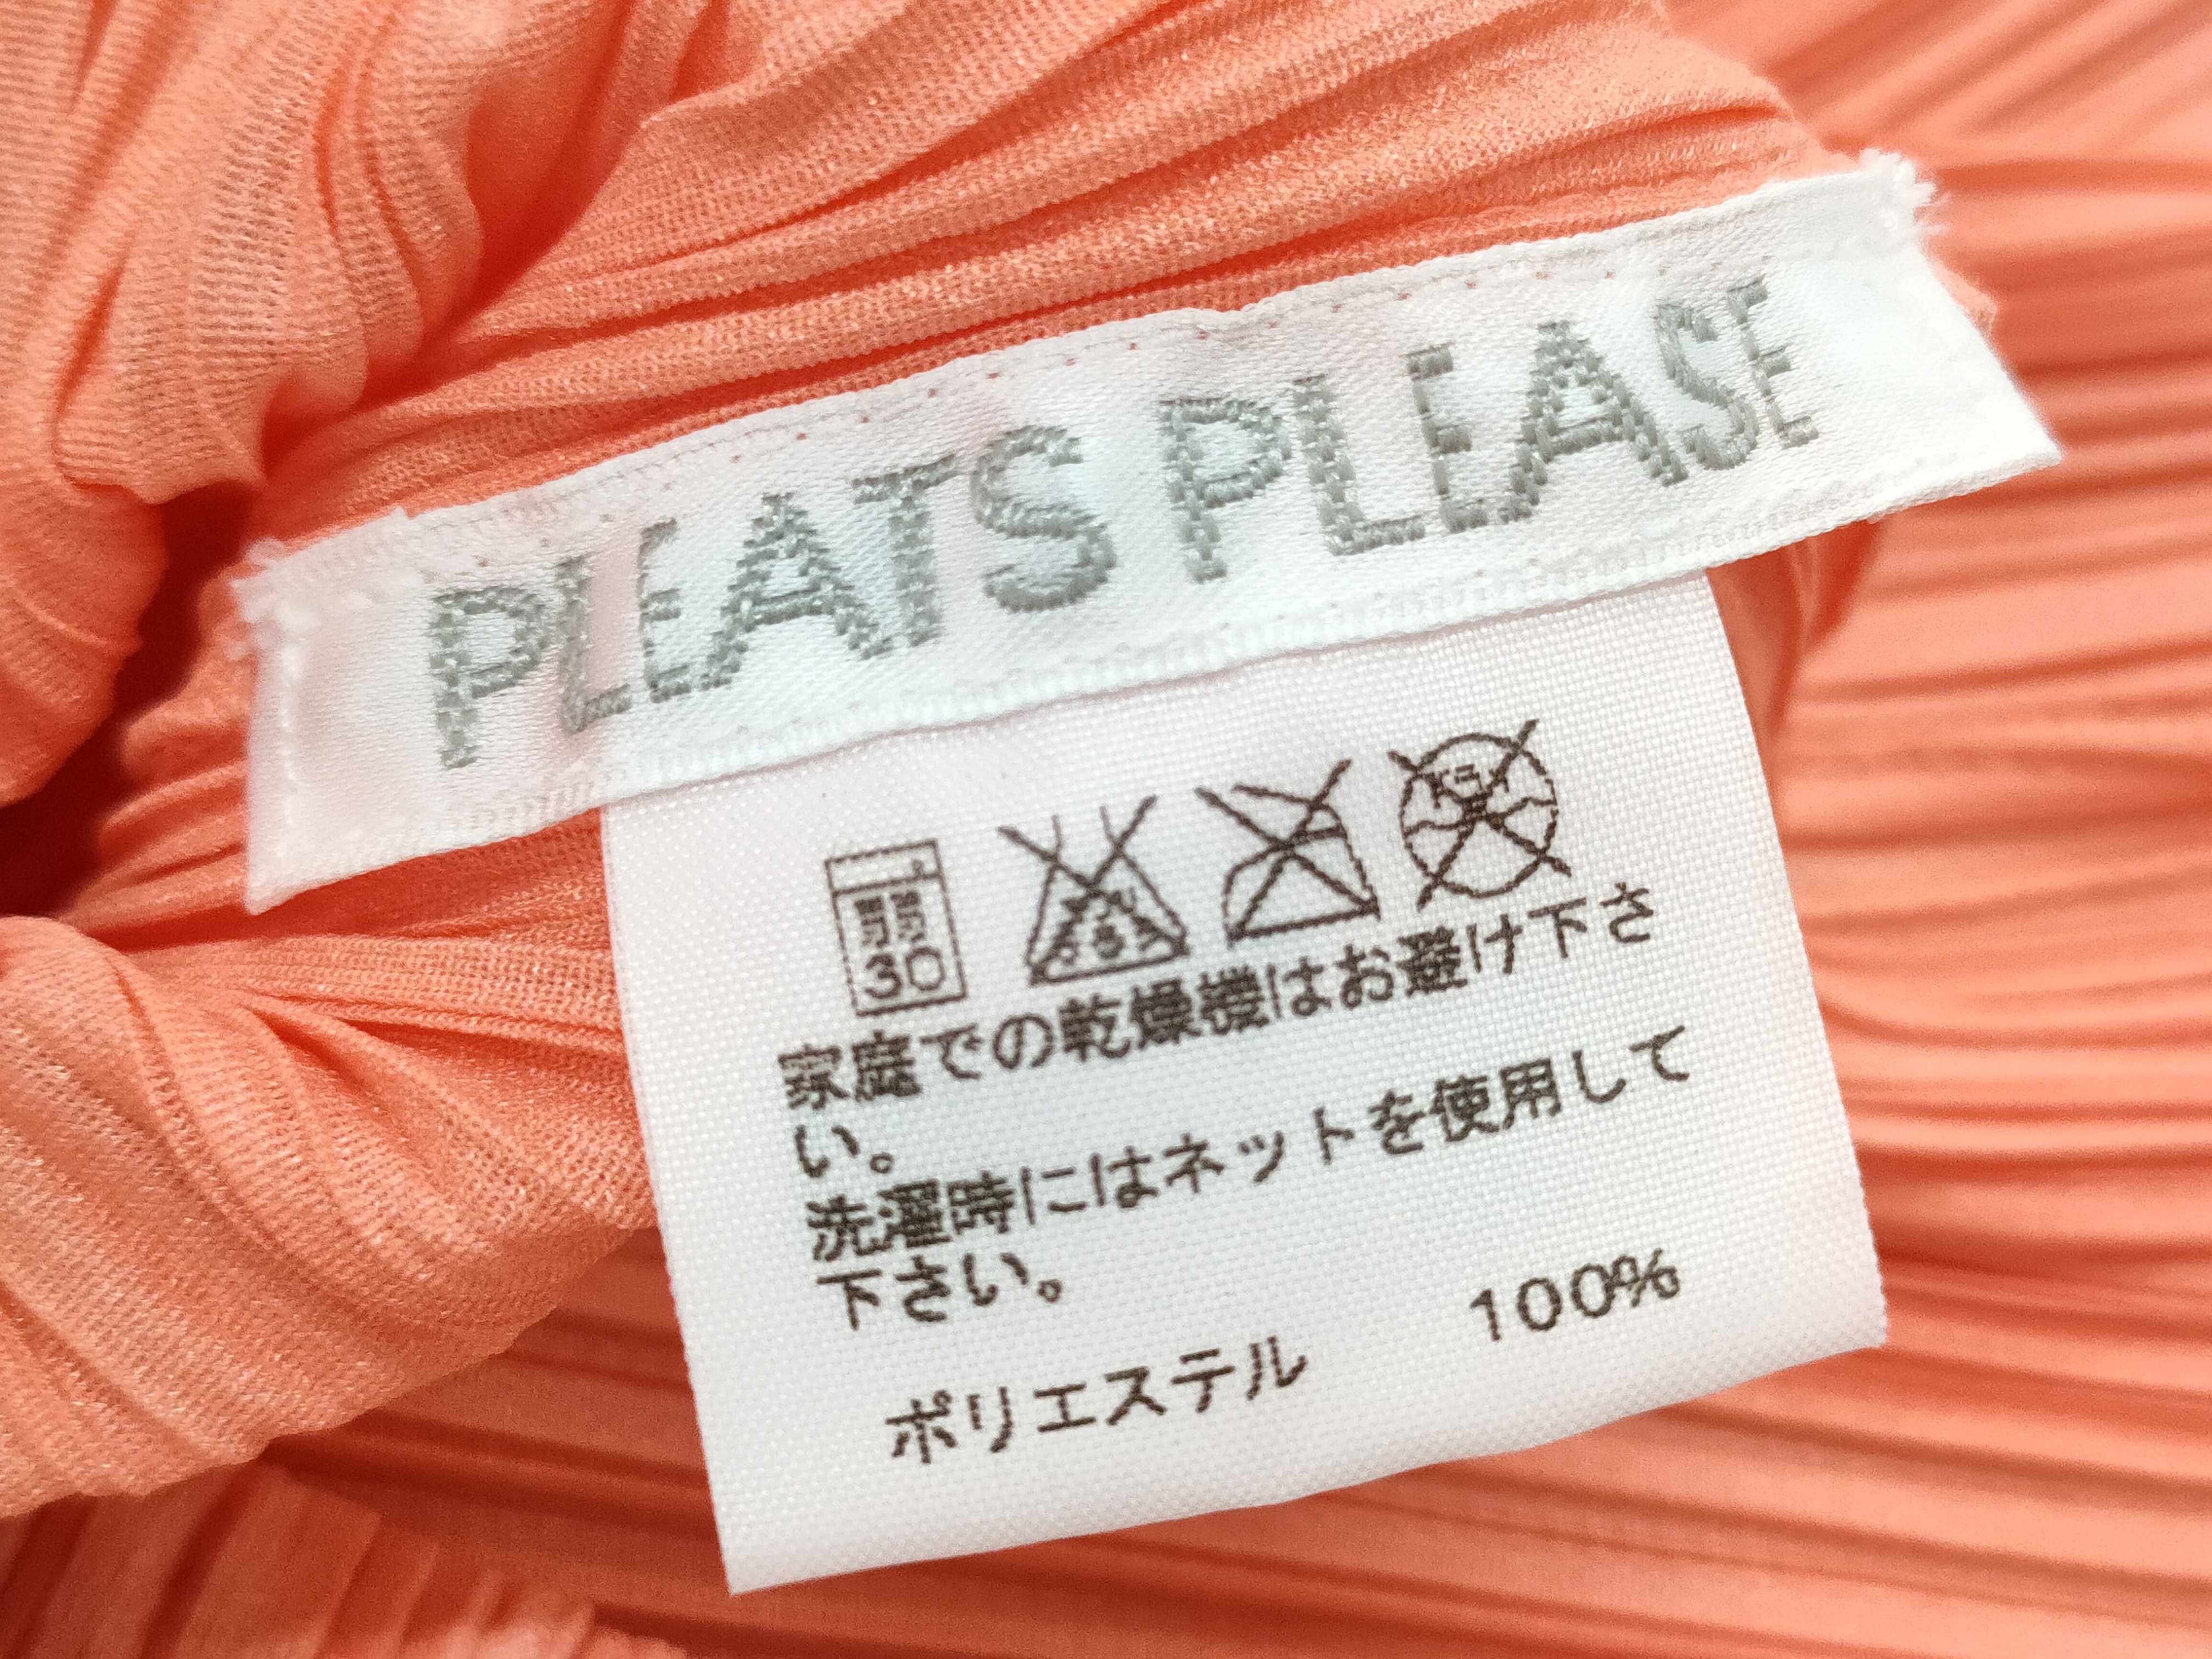 PLEATS PLEASE
30
家庭での乾燥機はお避け下さ
い。
洗濯時にはネットを使用して
下さい。
ポリエステル 100%